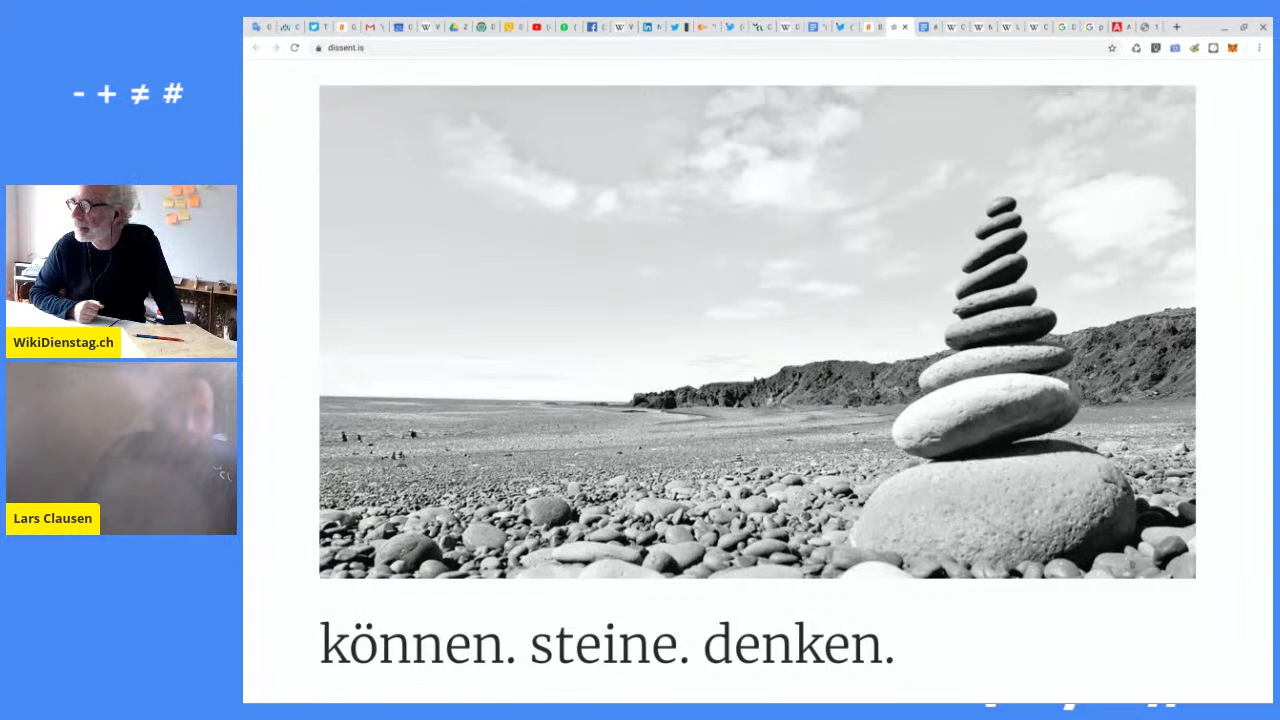 - + ≠ #
dissent.is
WikiDienstag.ch
Lars Clausen
können. steine. denken.